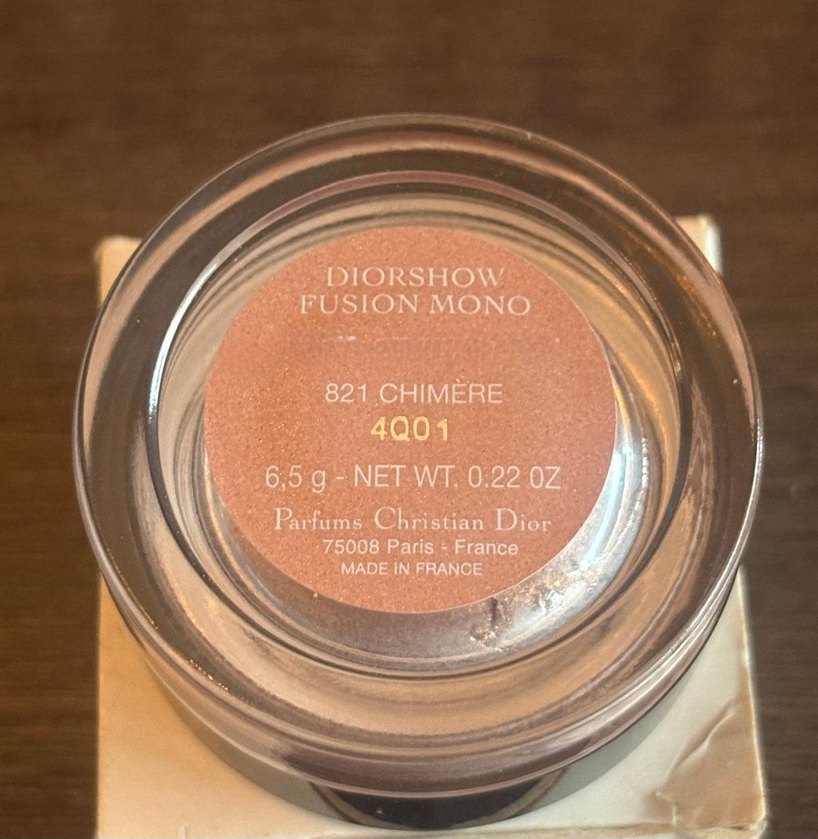 DIORSHOW
FUSION MONO
821 CHIMÈRE
4Q01
6,5 g - NET WT. 0.22 OZ
Parfums Christian Dior
75008 Paris - France
MADE IN FRANCE